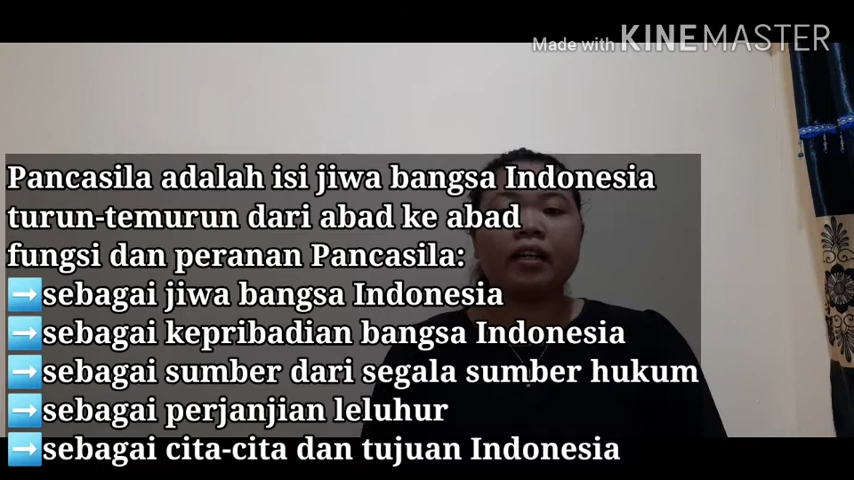 Made with KINEMASTER
Pancasila adalah isi jiwa bangsa Indonesia
turun-temurun dari abad ke abad
fungsi dan peranan Pancasila:
➡sebagai jiwa bangsa Indonesia
➡sebagai kepribadian bangsa Indonesia
➡sebagai sumber dari segala sumber hukum
➡sebagai perjanjian leluhur
➡sebagai cita-cita dan tujuan Indonesia